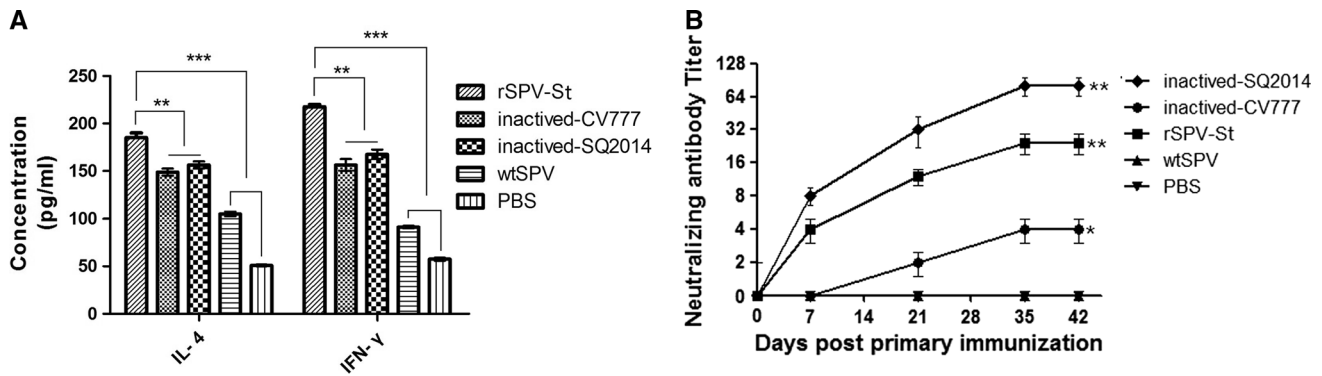 A
Concentration
(pg/ml)
250
200
150
100
50
0
***
**
***
**
IL- 4
IFN- γ
rSPV-St
inactived-CV777
inactived-SQ2014
wtSPV
PBS
B
Neutralizing antibody Titer
128
64
32
16
8
4
2
0
0 7 14 21 28 35 42
Days post primary immunization
**
**
*
inactived-SQ2014
inactived-CV777
rSPV-St
wtSPV
PBS